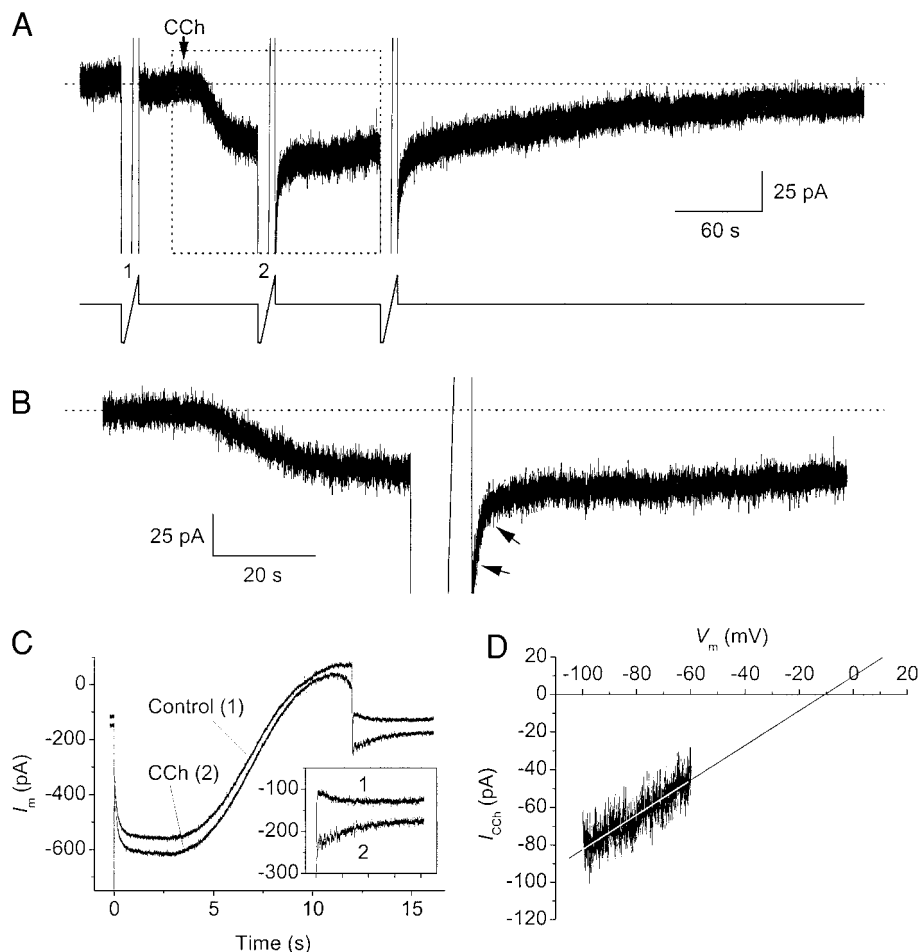 A
CCh
25 pA
60 s
1
2
B
25 pA
20 s
C
0
-200
-400
-600
I_m (pA)
Control (1)
CCh (2)
-100
-200
-300
1
2
0
5
10
15
Time (s)
D
V_m (mV)
-100
-80
-60
-40
-20
0
20
20
0
-20
-40
-60
-80
-100
-120
I_CCh (pA)